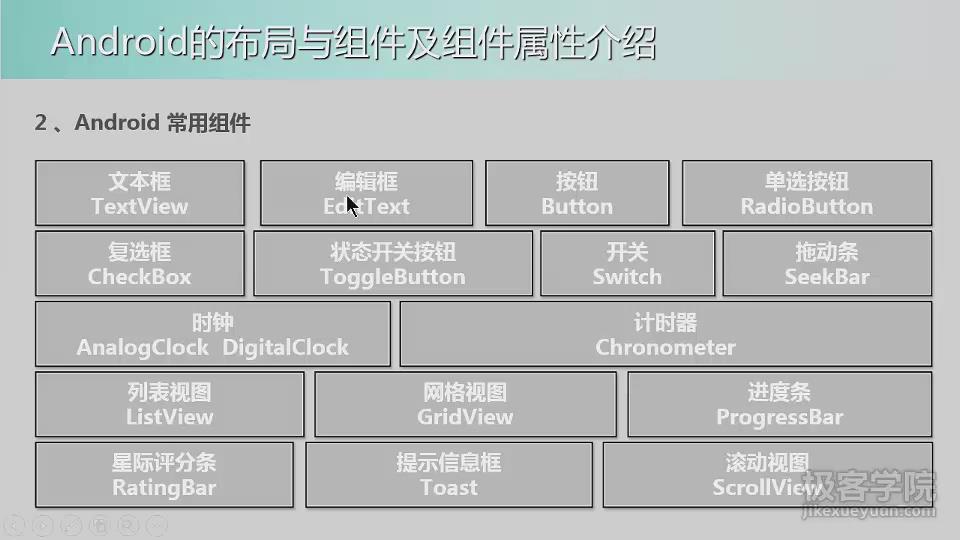 Android的布局与组件及组件属性介绍
2 、Android 常用组件
文本框
TextView
编辑框
EditText
按钮
Button
单选按钮
RadioButton
复选框
CheckBox
状态开关按钮
ToggleButton
开关
Switch
拖动条
SeekBar
时钟
AnalogClock DigitalClock
计时器
Chronometer
列表视图
ListView
网格视图
GridView
进度条
ProgressBar
星际评分条
RatingBar
提示信息框
Toast
滚动视图
ScrollView
极客学院
jikexueyuan.com